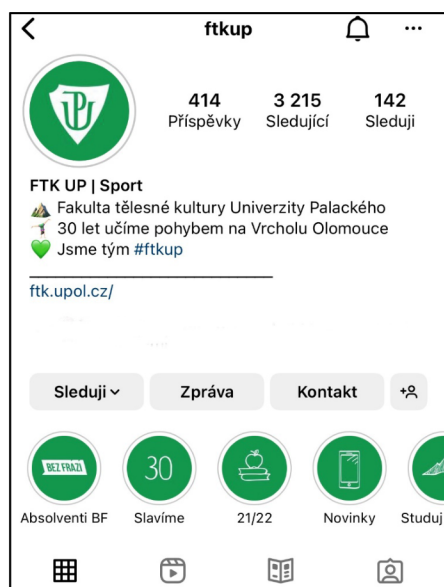 ftkup
414 3 215 142
Příspěvky Sledující Sleduji
UP
FTK UP | Sport
Fakulta tělesné kultury Univerzity Palackého
30 let učíme pohybem na Vrcholu Olomouce
Jsme tým #ftkup
ftk.upol.cz/
Sleduji Zpráva Kontakt
BEZ FRÁZÍ 30
Absolventi BF Slavíme 21/22 Novinky Studuj